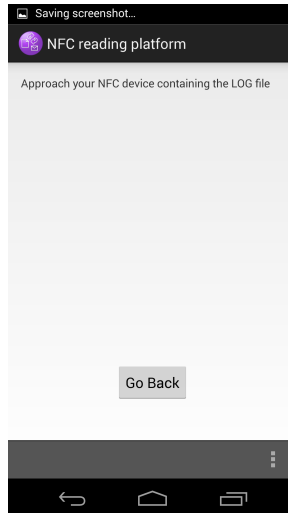 Saving screenshot...
NFC reading platform
Approach your NFC device containing the LOG file
Go Back